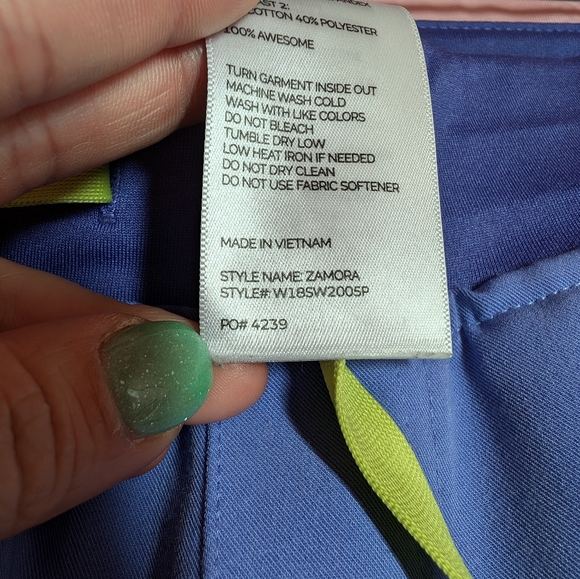 COTTON 40% POLYESTER
100% AWESOME
TURN GARMENT INSIDE OUT
MACHINE WASH COLD
WASH WITH LIKE COLORS
DO NOT BLEACH
TUMBLE DRY LOW
LOW HEAT IRON IF NEEDED
DO NOT DRY CLEAN
DO NOT USE FABRIC SOFTENER
MADE IN VIETNAM
STYLE NAME: ZAMORA
STYLE#: W18SW2005P
PO# 4239